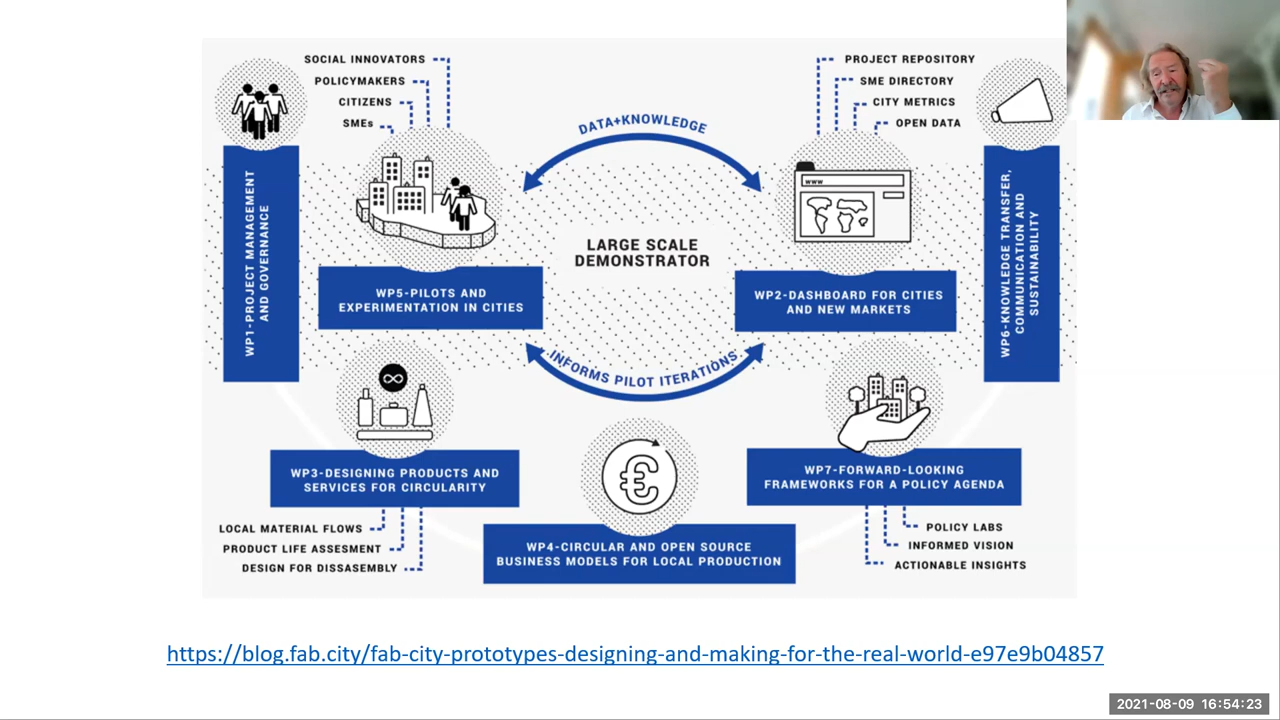 SOCIAL INNOVATORS
POLICYMAKERS
CITIZENS
SMEs
PROJECT REPOSITORY
SME DIRECTORY
CITY METRICS
OPEN DATA
DATA+KNOWLEDGE
WP1-PROJECT MANAGEMENT
AND GOVERNANCE
www
LARGE SCALE
DEMONSTRATOR
WP6-KNOWLEDGE TRANSFER,
COMMUNICATION AND
SUSTAINABILITY
WP5-PILOTS AND
EXPERIMENTATION IN CITIES
WP2-DASHBOARD FOR CITIES
AND NEW MARKETS
INFORMS PILOT ITERATIONS
WP3-DESIGNING PRODUCTS AND
SERVICES FOR CIRCULARITY
LOCAL MATERIAL FLOWS
PRODUCT LIFE ASSESMENT
DESIGN FOR DISSASEMBLY
€
WP4-CIRCULAR AND OPEN SOURCE
BUSINESS MODELS FOR LOCAL PRODUCTION
WP7-FORWARD-LOOKING
FRAMEWORKS FOR A POLICY AGENDA
POLICY LABS
INFORMED VISION
ACTIONABLE INSIGHTS
https://blog.fab.city/fab-city-prototypes-designing-and-making-for-the-real-world-e97e9b04857
2021-08-09 16:54:23